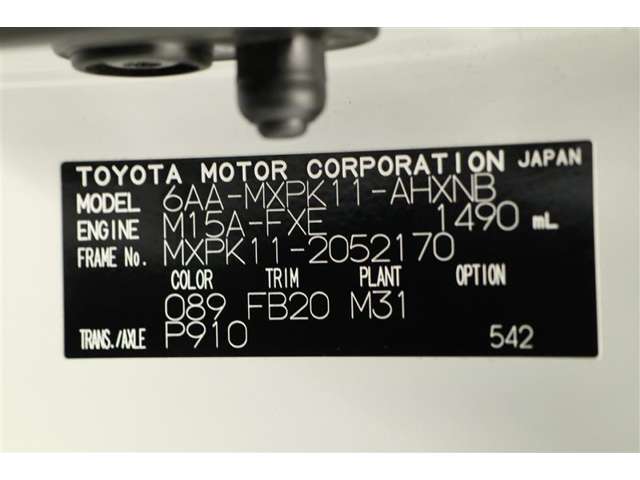 TOYOTA MOTOR CORPORATION JAPAN
MODEL 6AA-MXPK11-AHXNB
ENGINE M15A-FXE 1490 mL
FRAME No. MXPK11-2052170
COLOR TRIM PLANT OPTION
089 FB20 M31
TRANS./AXLE P910 542